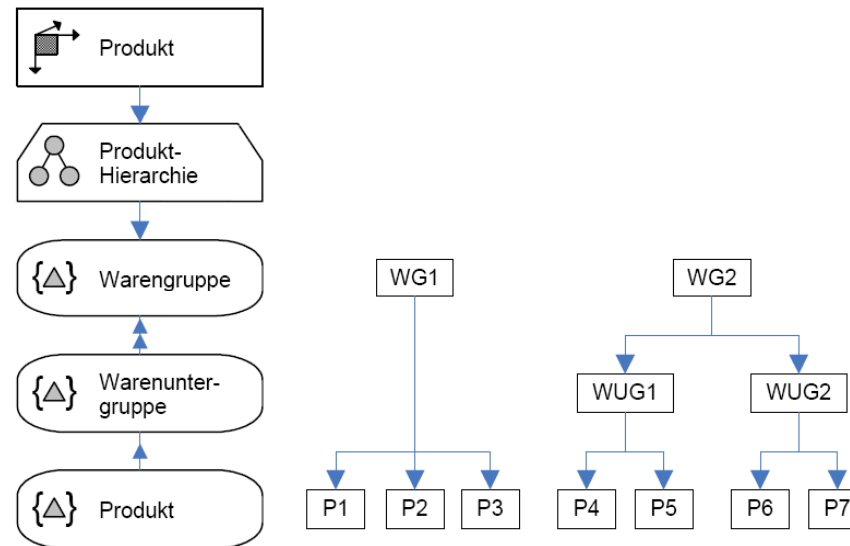 Produkt
Produkt-
Hierarchie
{ } Warengruppe
WG1
WG2
{ } Warenunter-
gruppe
WUG1
WUG2
{ } Produkt
P1
P2
P3
P4
P5
P6
P7